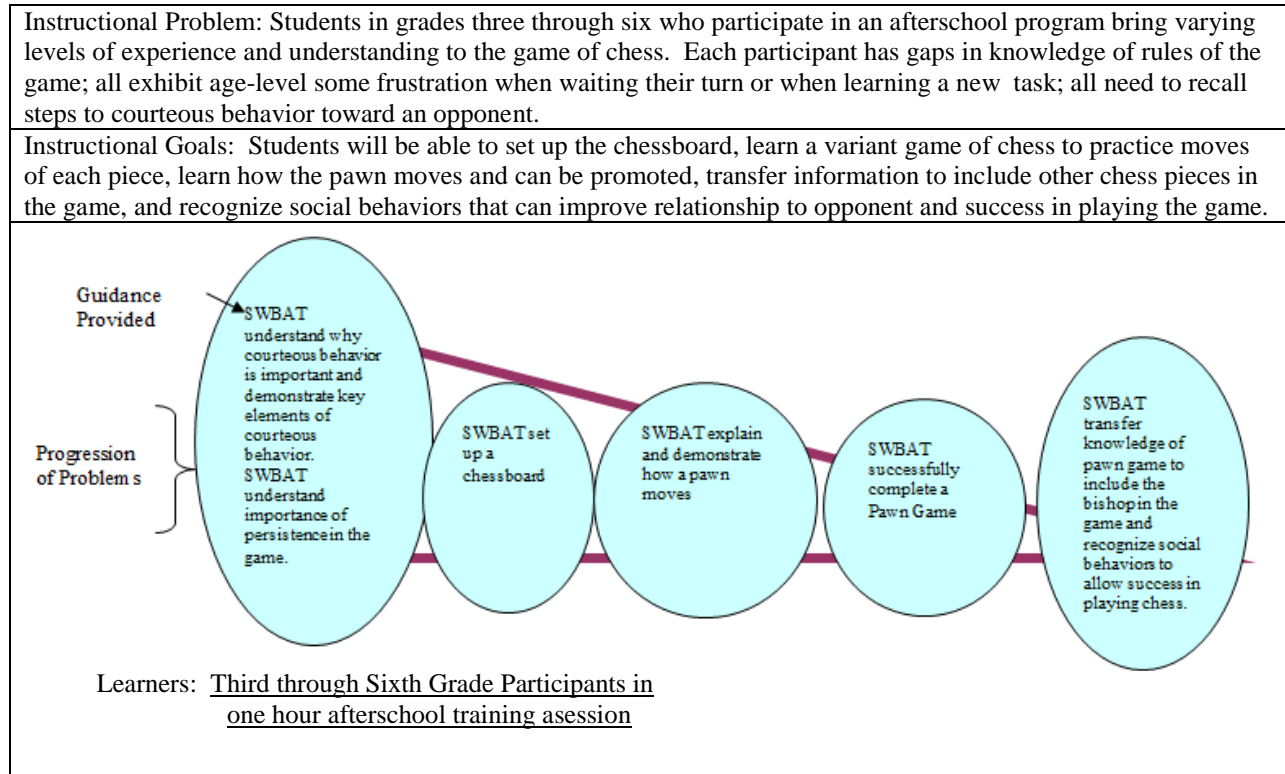 Instructional Problem: Students in grades three through six who participate in an afterschool program bring varying
levels of experience and understanding to the game of chess.  Each participant has gaps in knowledge of rules of the
game; all exhibit age-level some frustration when waiting their turn or when learning a new  task; all need to recall
steps to courteous behavior toward an opponent.
Instructional Goals:  Students will be able to set up the chessboard, learn a variant game of chess to practice moves
of each piece, learn how the pawn moves and can be promoted, transfer information to include other chess pieces in
the game, and recognize social behaviors that can improve relationship to opponent and success in playing the game.
Guidance
Provided
Progression
of Problem s
SWBAT
understand why
courteous behavior
is important and
demonstrate key
elements of
courteous
behavior.
SWBAT
understand
importance of
persistence in the
game.
SWBAT set
up a
chessboard
SWBAT explain
and demonstrate
how a pawn
moves
SWBAT
successfully
complete a
Pawn Game
SWBAT
transfer
knowledge of
pawn game to
include the
bishop in the
game and
recognize social
behaviors to
allow success in
playing chess.
Learners:  Third through Sixth Grade Participants in
one hour afterschool training asession